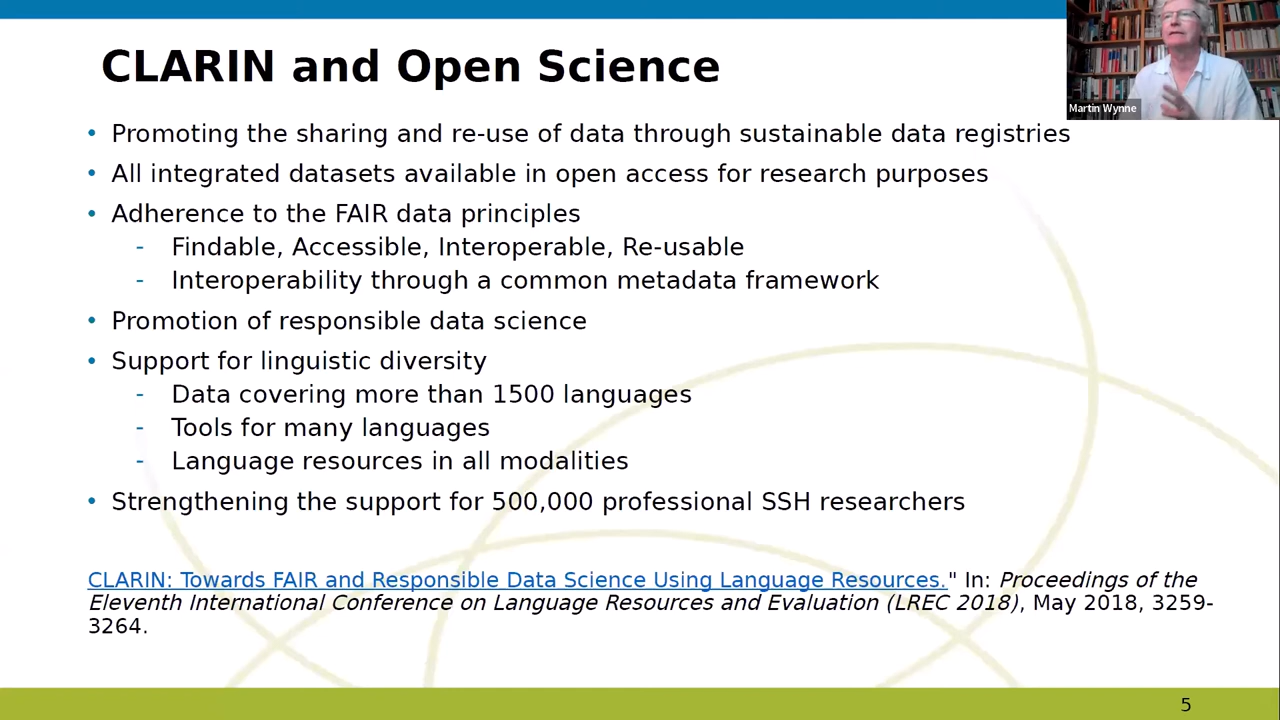 CLARIN and Open Science
Martin Wynne
• Promoting the sharing and re-use of data through sustainable data registries
• All integrated datasets available in open access for research purposes
• Adherence to the FAIR data principles
- Findable, Accessible, Interoperable, Re-usable
- Interoperability through a common metadata framework
• Promotion of responsible data science
• Support for linguistic diversity
- Data covering more than 1500 languages
- Tools for many languages
- Language resources in all modalities
• Strengthening the support for 500,000 professional SSH researchers
CLARIN: Towards FAIR and Responsible Data Science Using Language Resources." In: Proceedings of the
Eleventh International Conference on Language Resources and Evaluation (LREC 2018), May 2018, 3259-
3264.
5